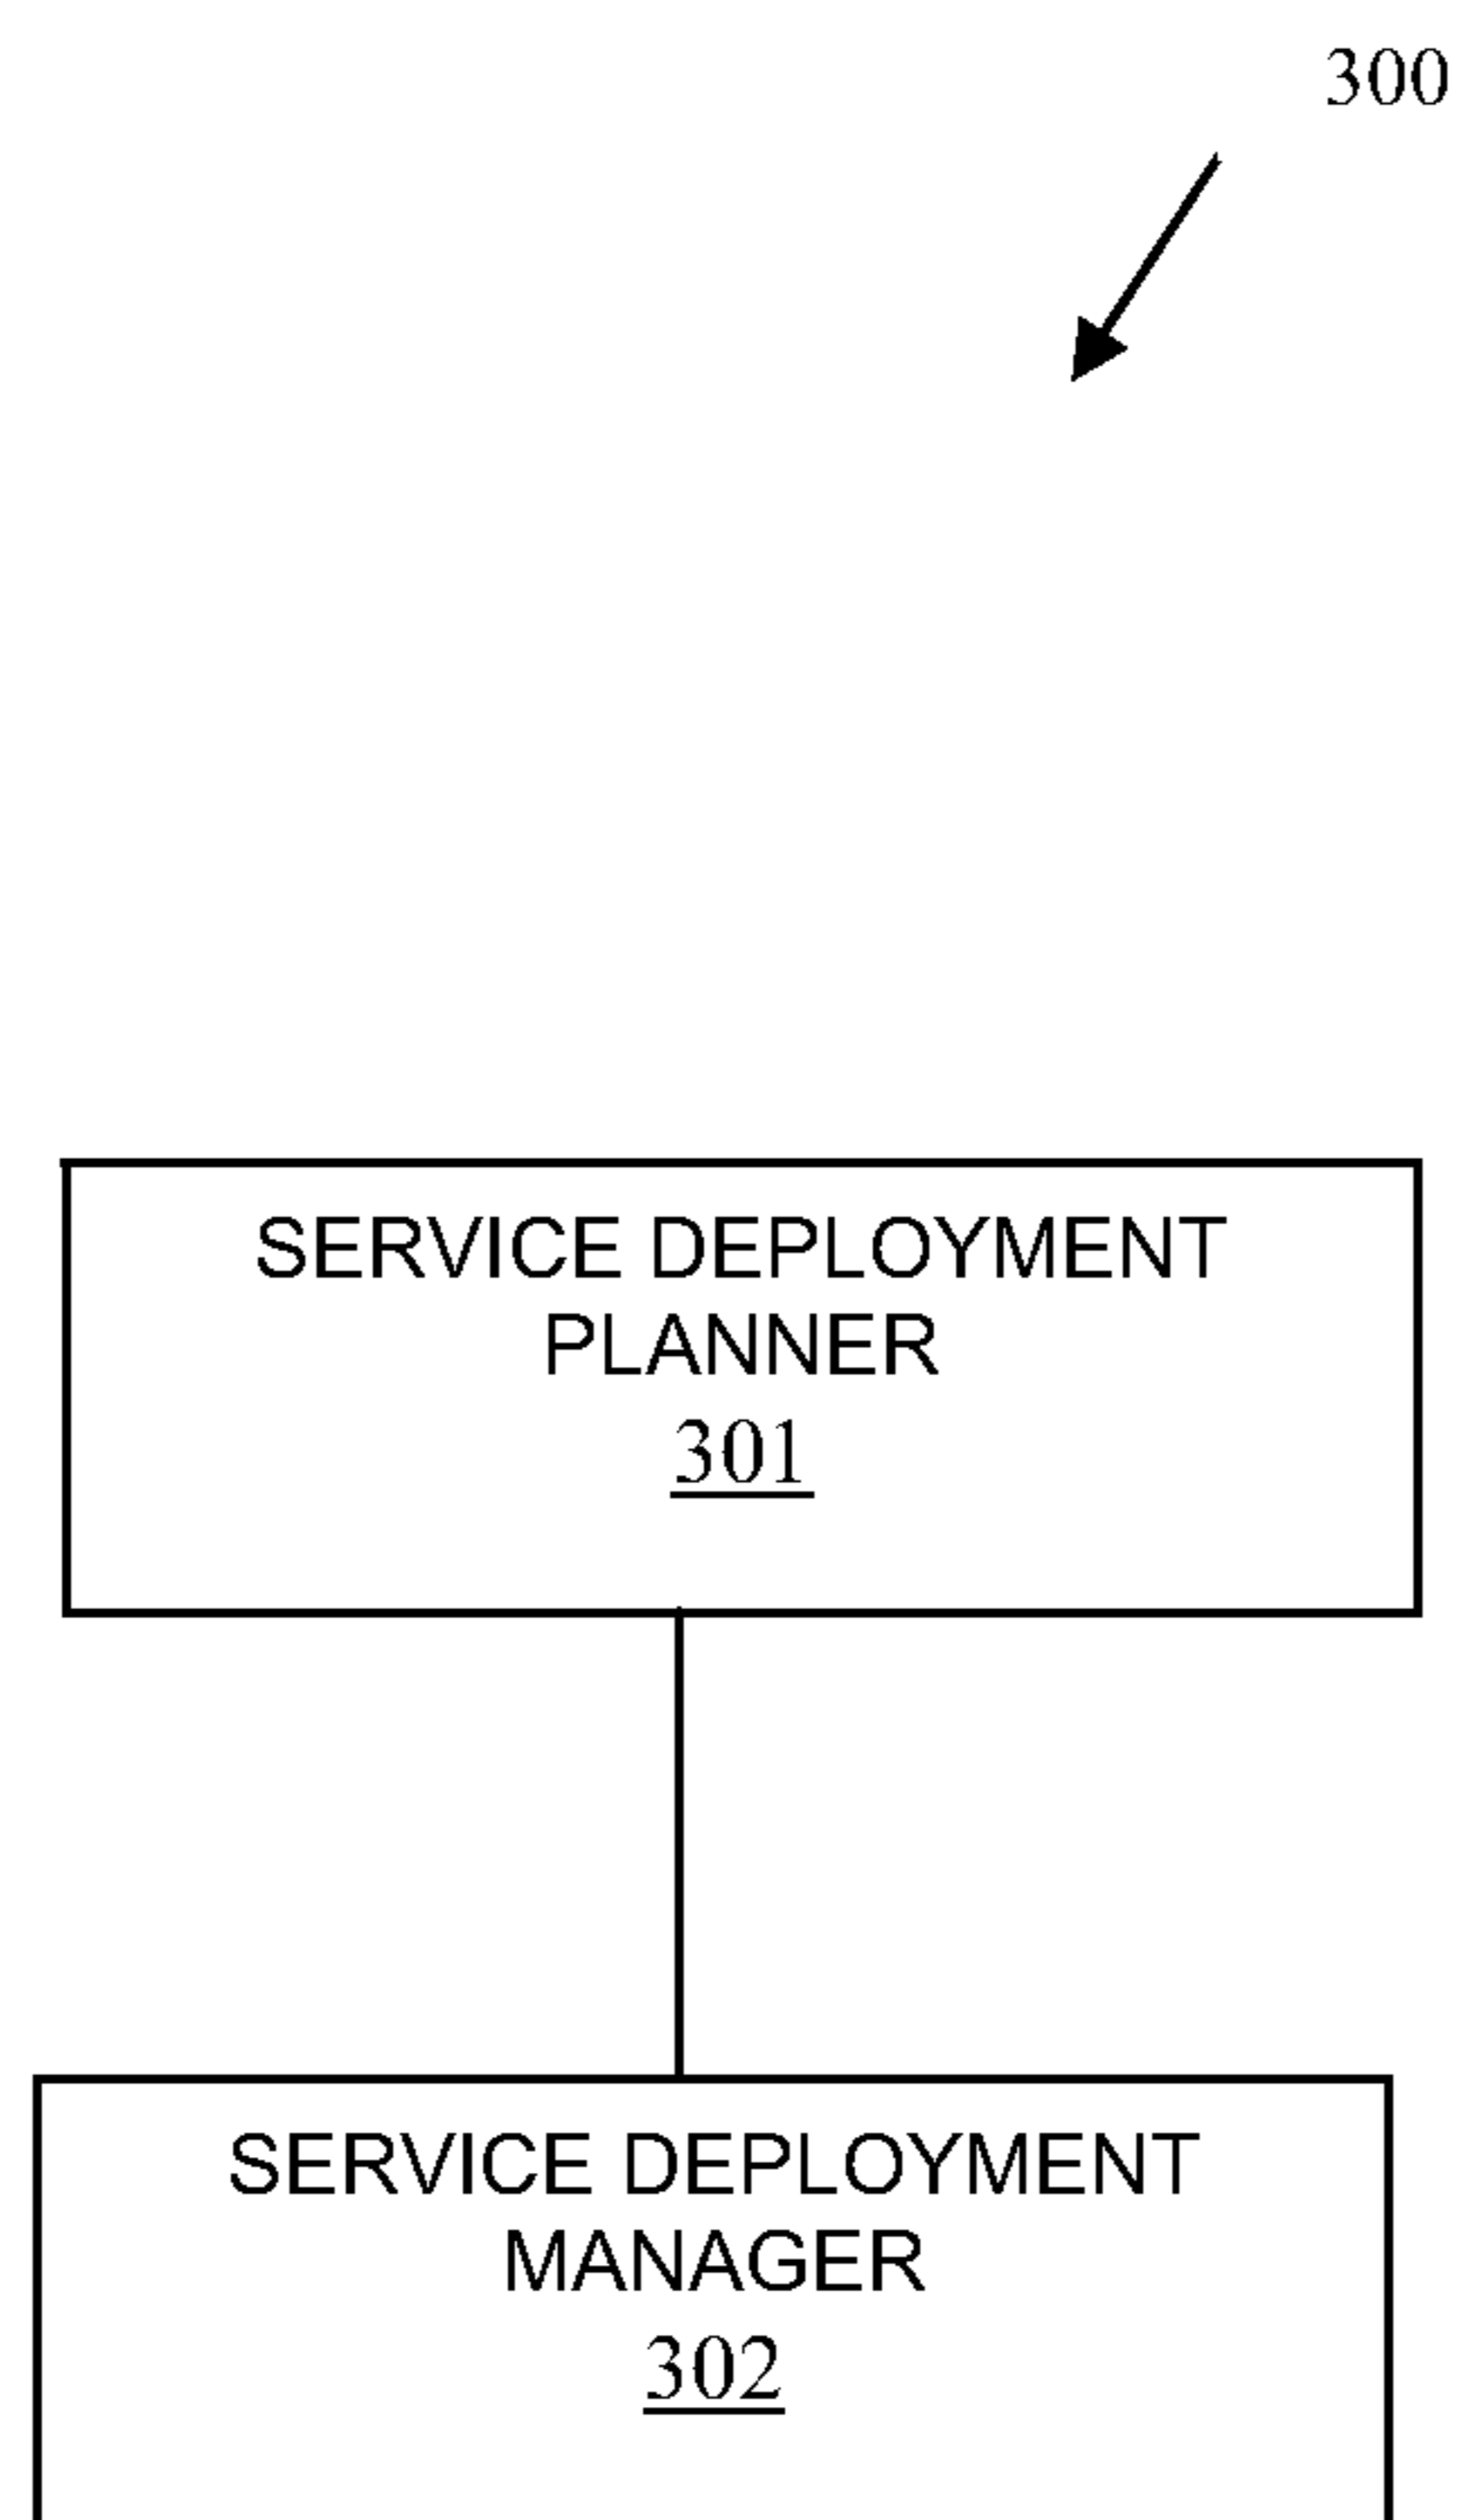 300
SERVICE DEPLOYMENT
PLANNER
301
SERVICE DEPLOYMENT
MANAGER
302